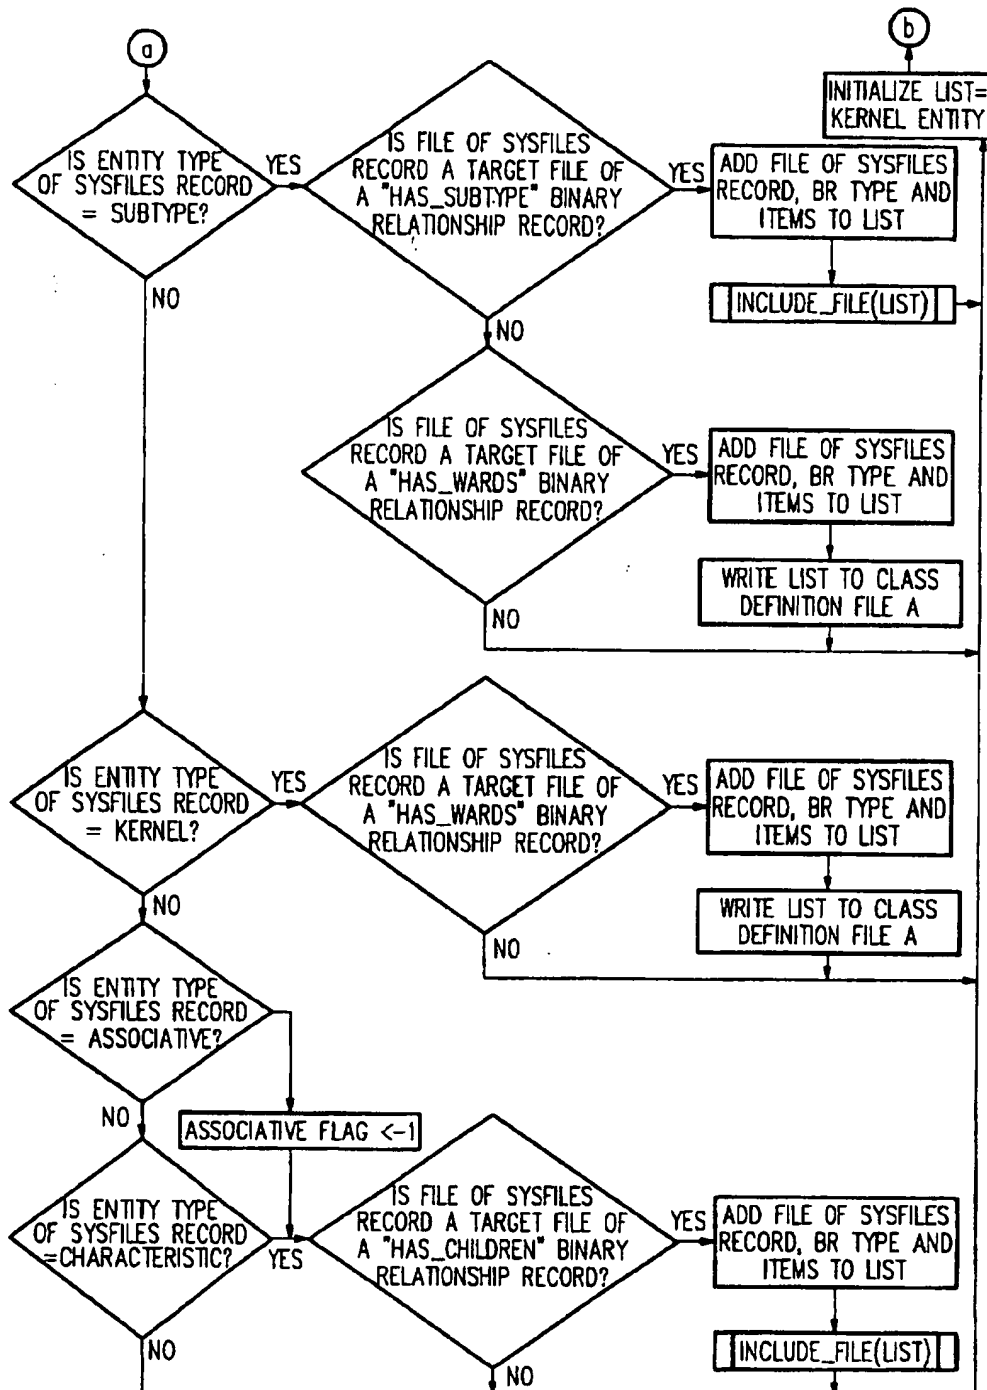 a
b
INITIALIZE LIST=
KERNEL ENTITY
IS ENTITY TYPE
OF SYSFILES RECORD
= SUBTYPE?
YES
IS FILE OF SYSFILES
RECORD A TARGET FILE OF
A "HAS_SUBTYPE" BINARY
RELATIONSHIP RECORD?
YES
ADD FILE OF SYSFILES
RECORD, BR TYPE AND
ITEMS TO LIST
NO
INCLUDE_FILE(LIST)
NO
IS FILE OF SYSFILES
RECORD A TARGET FILE OF
A "HAS_WARDS" BINARY
RELATIONSHIP RECORD?
YES
ADD FILE OF SYSFILES
RECORD, BR TYPE AND
ITEMS TO LIST
WRITE LIST TO CLASS
DEFINITION FILE A
NO
IS ENTITY TYPE
OF SYSFILES RECORD
= KERNEL?
YES
IS FILE OF SYSFILES
RECORD A TARGET FILE OF
A "HAS_WARDS" BINARY
RELATIONSHIP RECORD?
YES
ADD FILE OF SYSFILES
RECORD, BR TYPE AND
ITEMS TO LIST
NO
WRITE LIST TO CLASS
DEFINITION FILE A
NO
IS ENTITY TYPE
OF SYSFILES RECORD
= ASSOCIATIVE?
NO
ASSOCIATIVE FLAG <-1
IS ENTITY TYPE
OF SYSFILES RECORD
=CHARACTERISTIC?
YES
IS FILE OF SYSFILES
RECORD A TARGET FILE OF
A "HAS_CHILDREN" BINARY
RELATIONSHIP RECORD?
YES
ADD FILE OF SYSFILES
RECORD, BR TYPE AND
ITEMS TO LIST
NO
INCLUDE_FILE(LIST)
NO